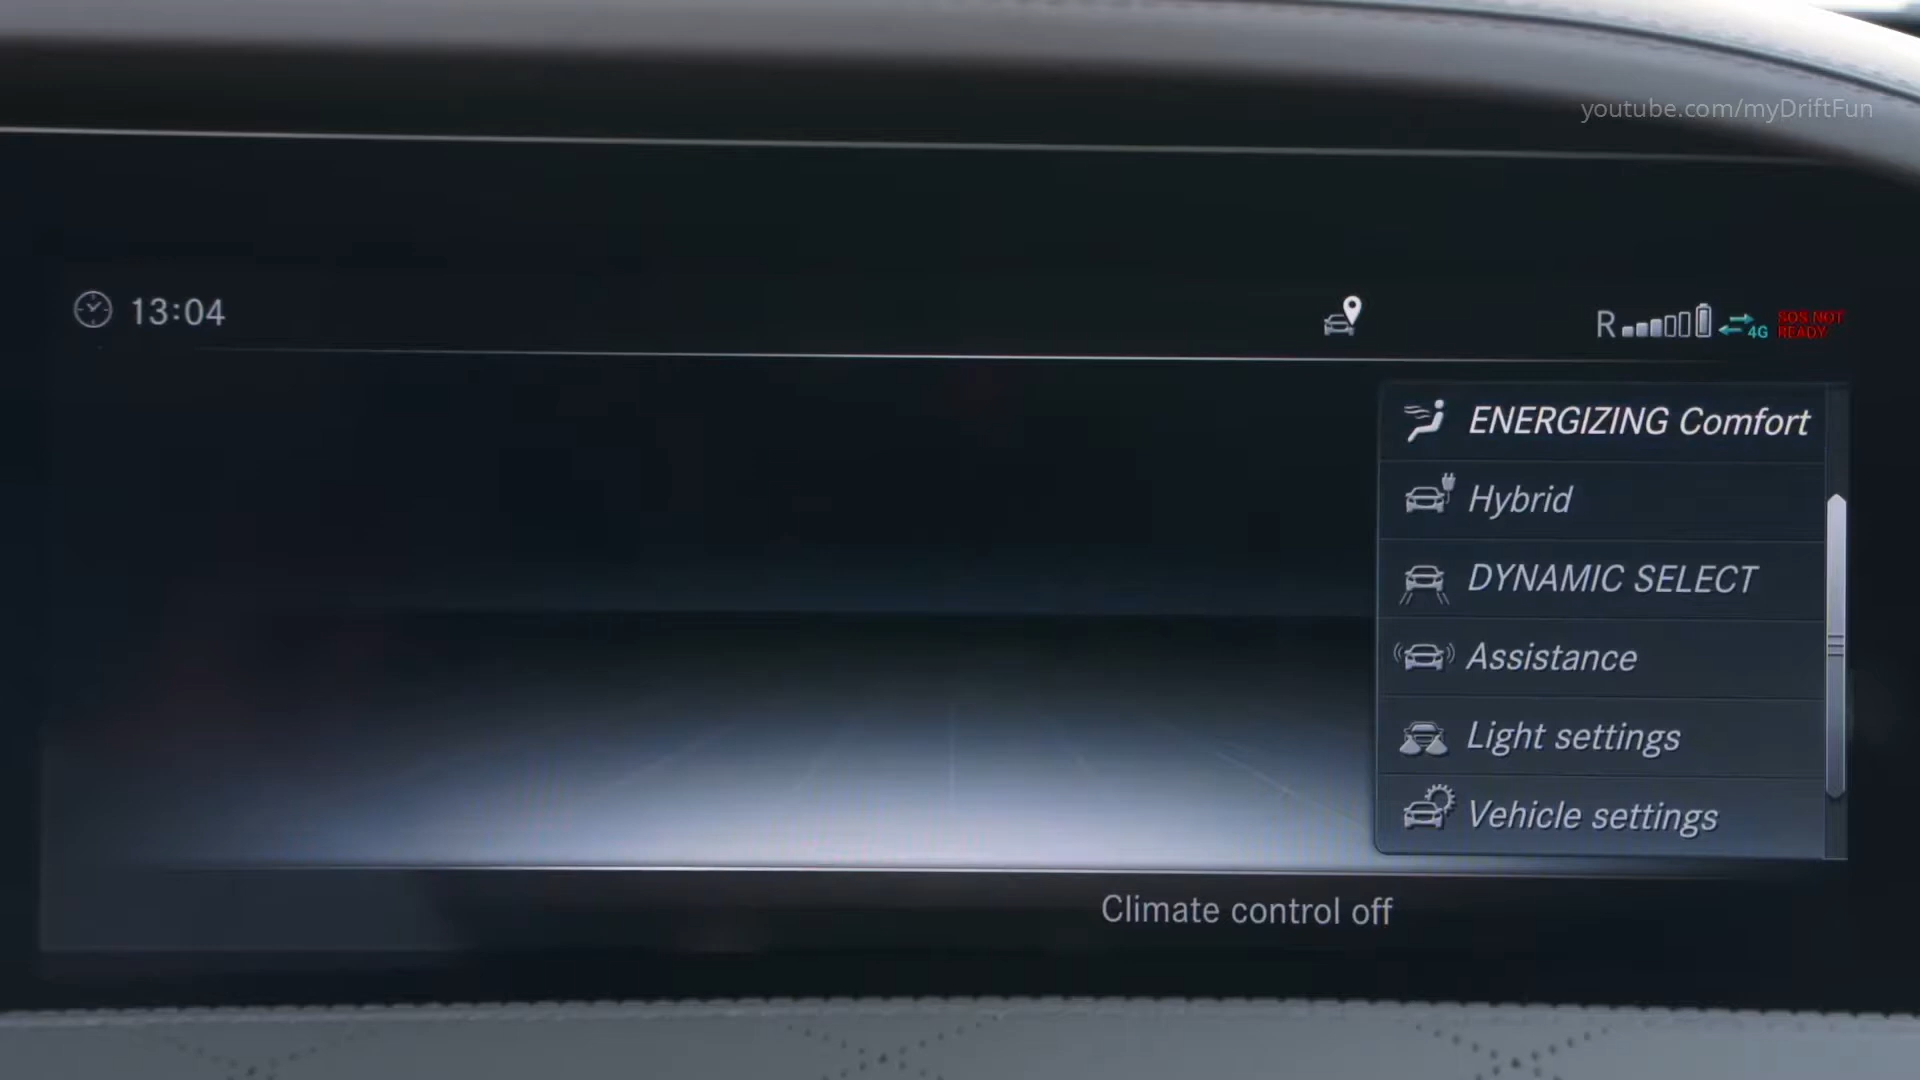 youtube.com/myDriftFun
13:04
R 4G SOS NOT
READY
ENERGIZING Comfort
Hybrid
DYNAMIC SELECT
Assistance
Light settings
Vehicle settings
Climate control off